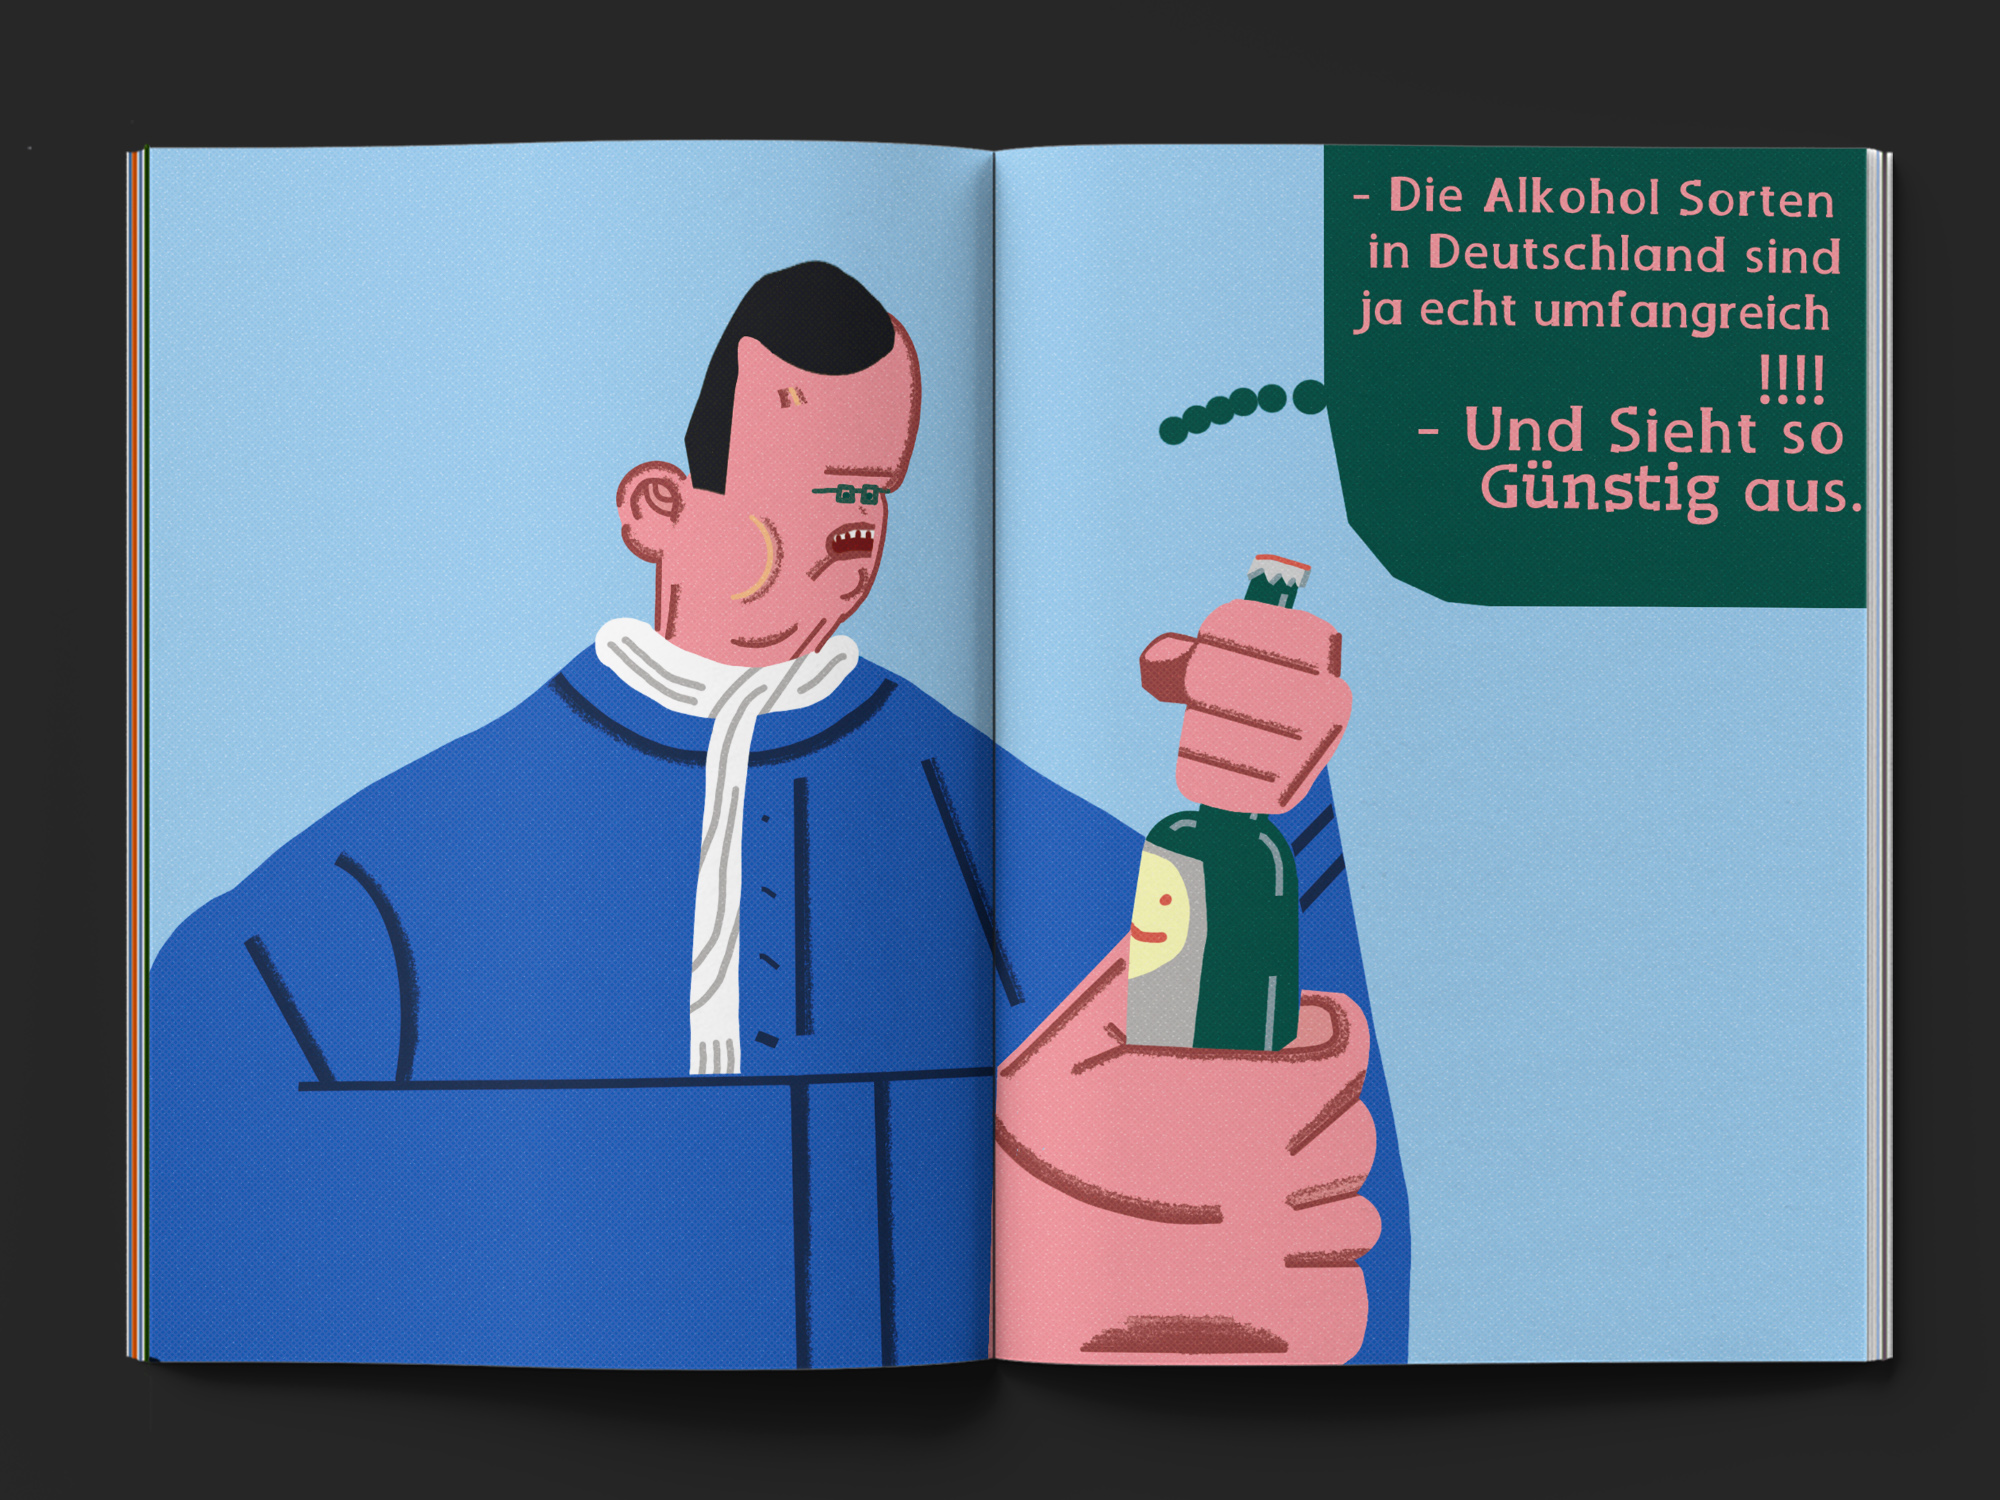 - Die Alkohol Sorten
in Deutschland sind
ja echt umfangreich
!!!!
- Und Sieht so
Günstig aus.